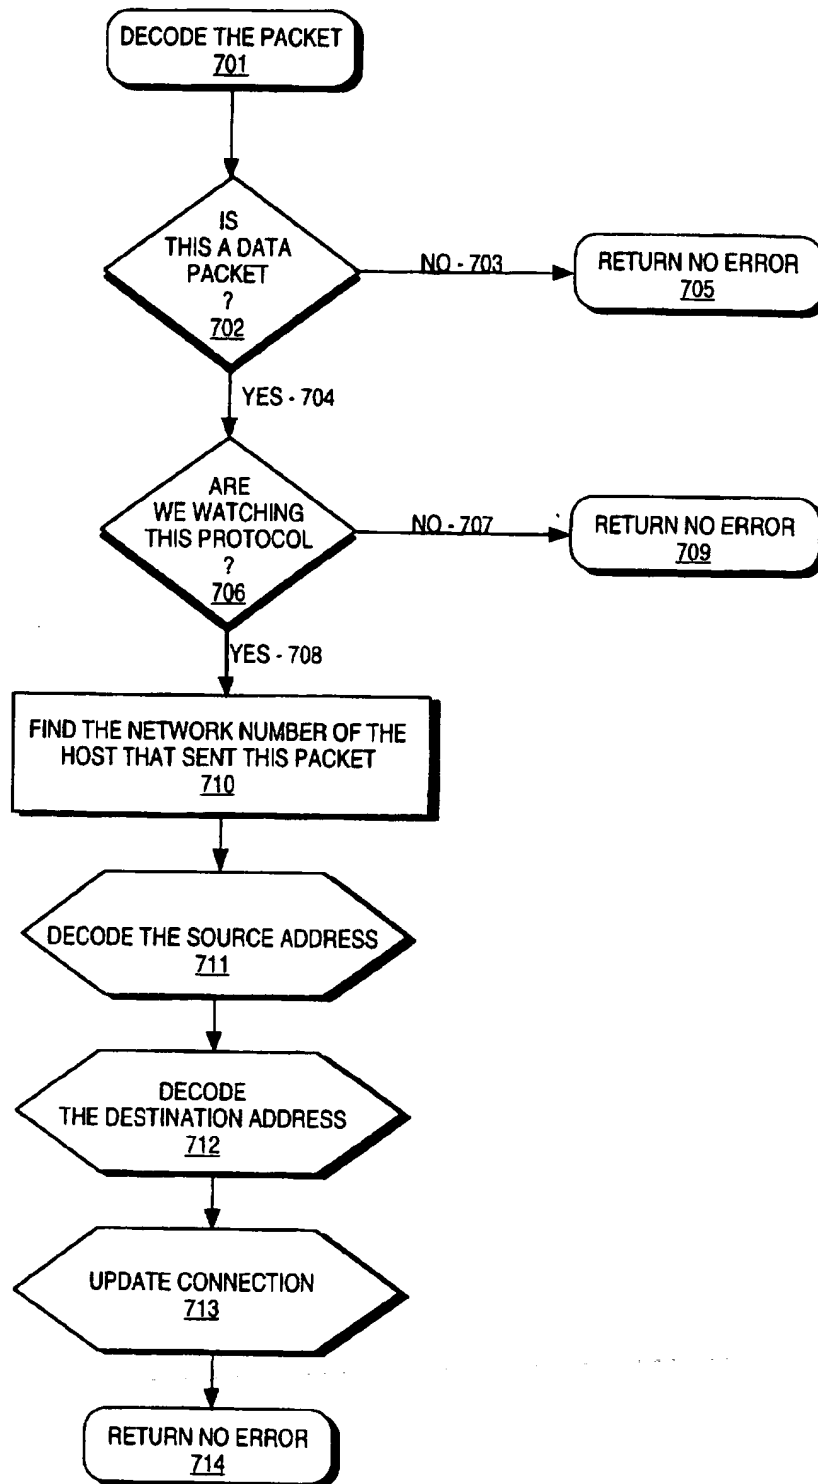 DECODE THE PACKET
701
IS
THIS A DATA
PACKET
?
702
NO - 703
RETURN NO ERROR
705
YES - 704
ARE
WE WATCHING
THIS PROTOCOL
?
706
NO - 707
RETURN NO ERROR
709
YES - 708
FIND THE NETWORK NUMBER OF THE
HOST THAT SENT THIS PACKET
710
DECODE THE SOURCE ADDRESS
711
DECODE
THE DESTINATION ADDRESS
712
UPDATE CONNECTION
713
RETURN NO ERROR
714